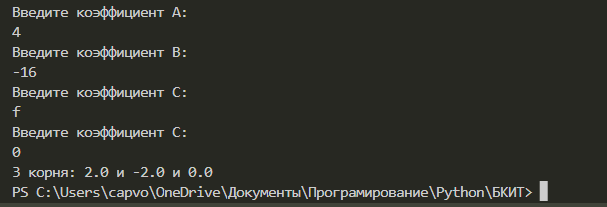 Введите коэффициент А:
4
Введите коэффициент В:
-16
Введите коэффициент С:
f
Введите коэффициент С:
0
3 корня: 2.0 и -2.0 и 0.0
PS C:\Users\capvo\OneDrive\Документы\Програмирование\Python\БКИТ>